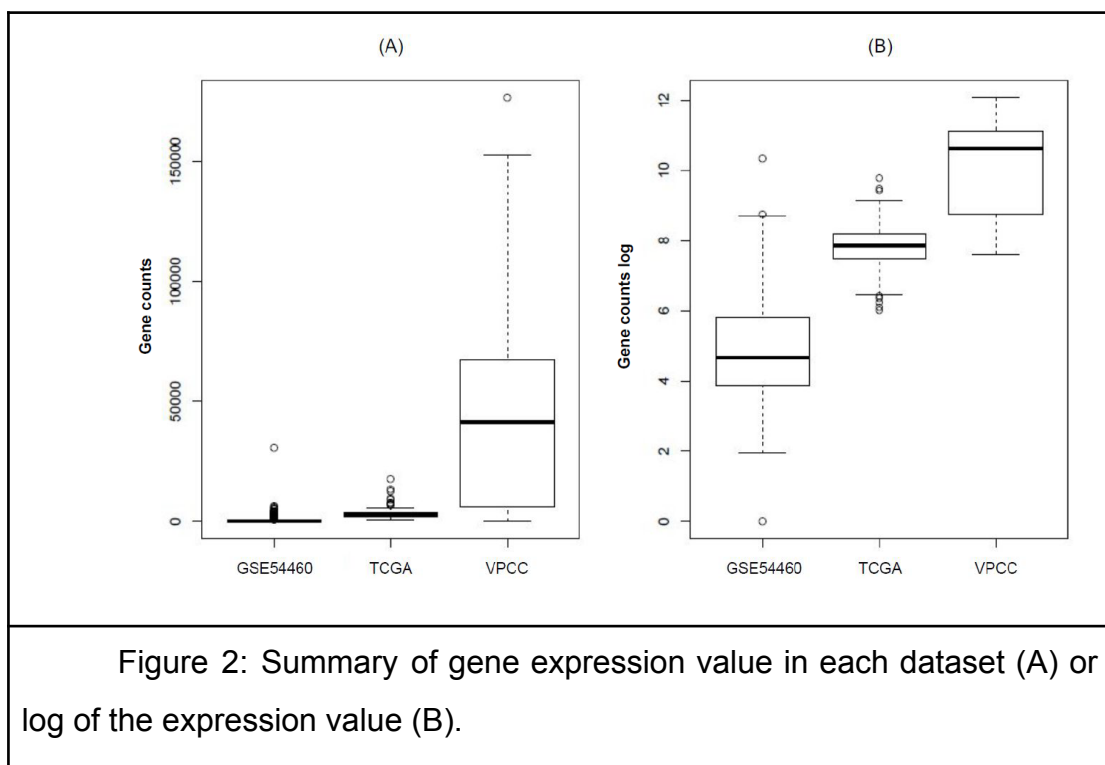 (A)
Gene counts
150000
100000
50000
0
GSE54460 TCGA VPCC
(B)
Gene counts log
12
10
8
6
4
2
0
GSE54460 TCGA VPCC
Figure 2: Summary of gene expression value in each dataset (A) or
log of the expression value (B).